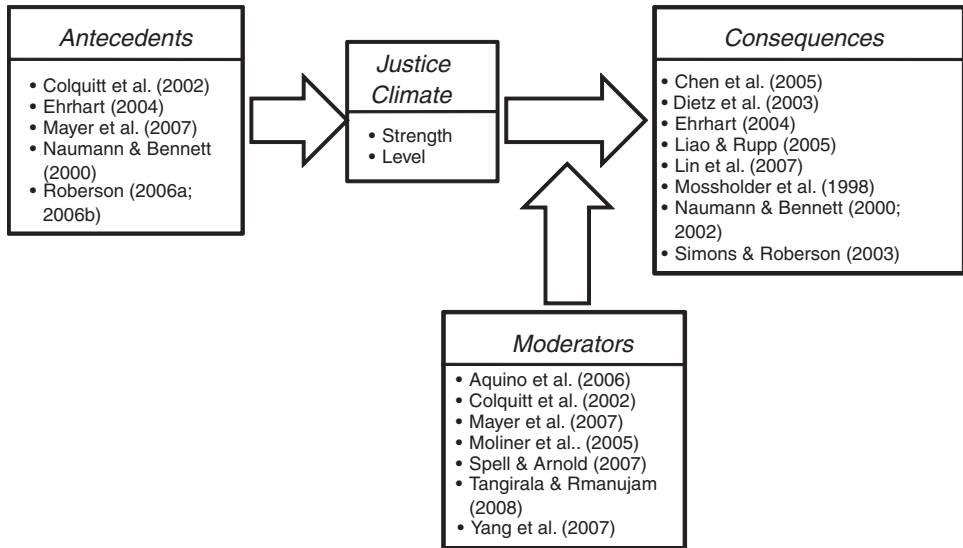 Antecedents
• Colquitt et al. (2002)
• Ehrhart (2004)
• Mayer et al. (2007)
• Naumann & Bennett
(2000)
• Roberson (2006a;
2006b)
Justice
Climate
• Strength
• Level
Consequences
• Chen et al. (2005)
• Dietz et al. (2003)
• Ehrhart (2004)
• Liao & Rupp (2005)
• Lin et al. (2007)
• Mossholder et al. (1998)
• Naumann & Bennett (2000;
2002)
• Simons & Roberson (2003)
Moderators
• Aquino et al. (2006)
• Colquitt et al. (2002)
• Mayer et al. (2007)
• Moliner et al.. (2005)
• Spell & Arnold (2007)
• Tangirala & Rmanujam
(2008)
• Yang et al. (2007)